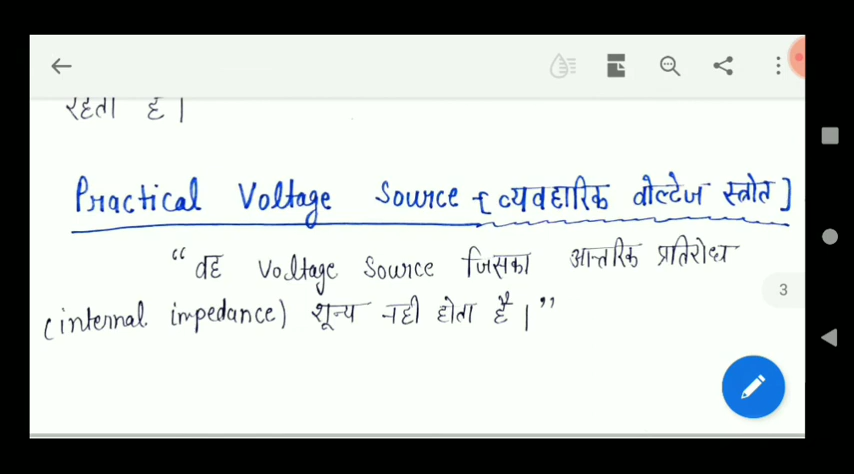 रहता है।
Practical Voltage Source [व्यवहारिक वोल्टेज स्त्रोत]
“वह Voltage Source जिसका आन्तरिक प्रतिरोध
(internal impedance) शून्य नही होता है।”
3